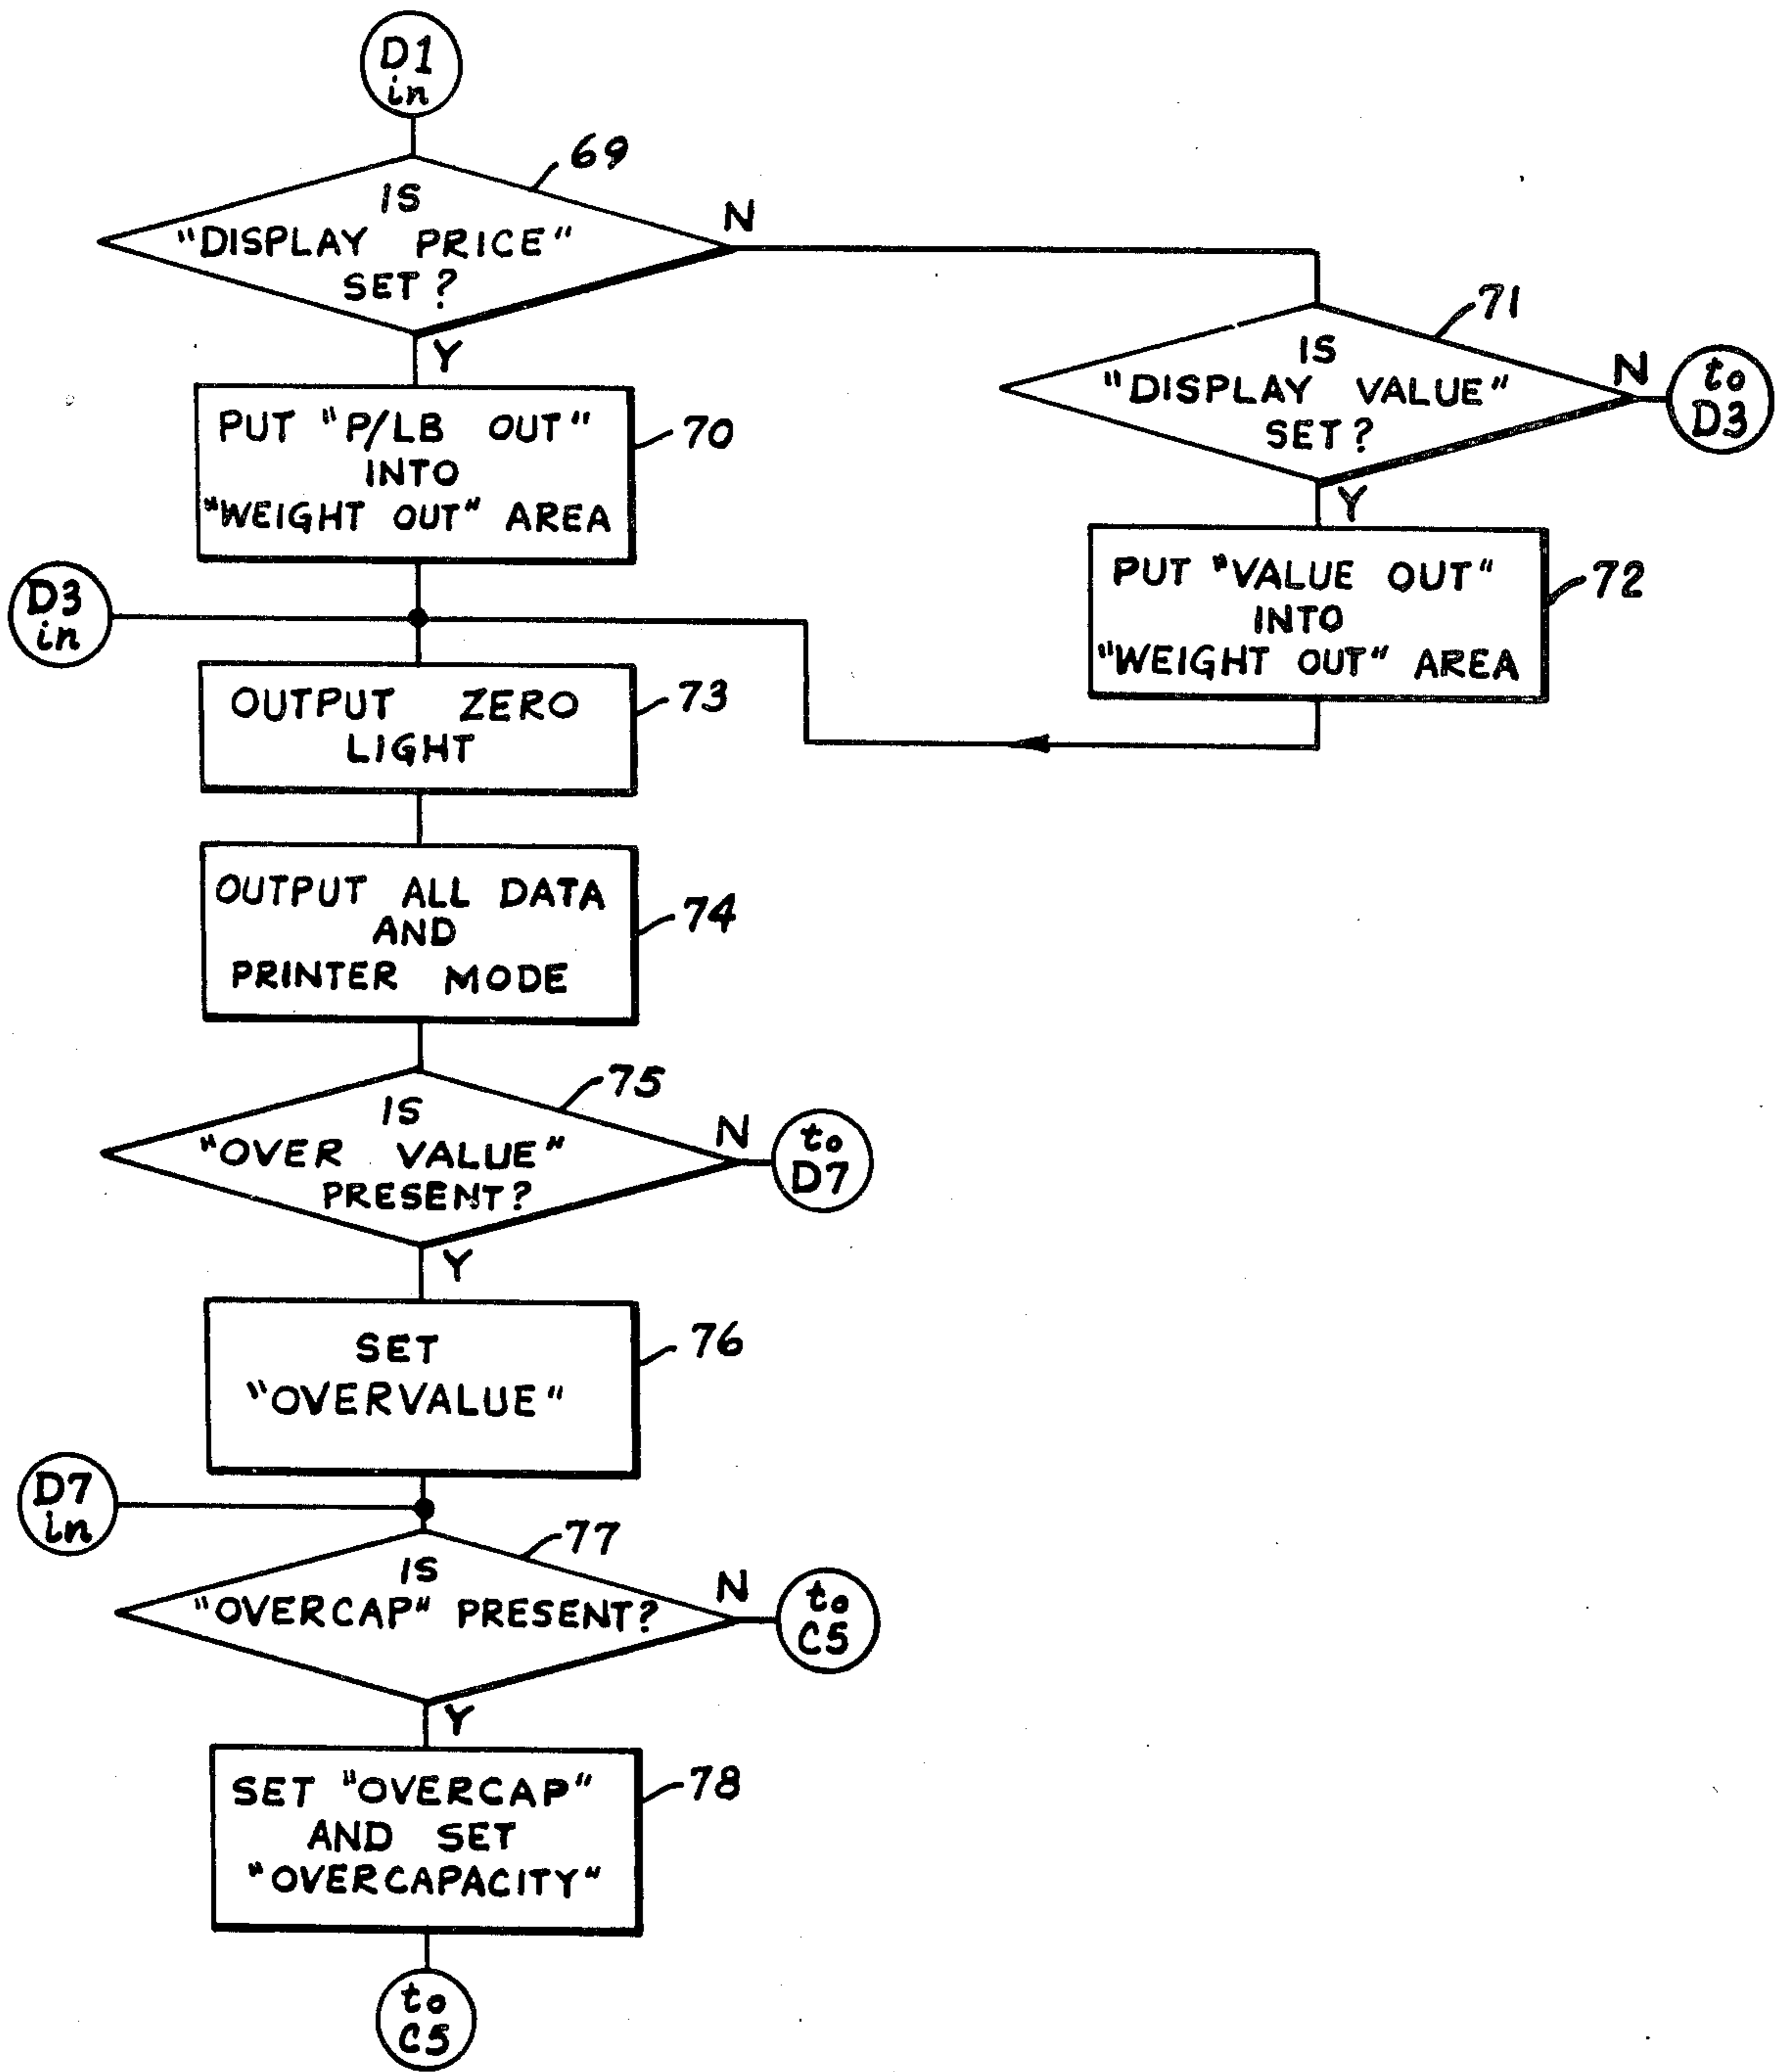 D1
in
69
IS
"DISPLAY PRICE"
SET?
N
Y
71
IS
"DISPLAY VALUE"
SET?
N
to
D3
Y
PUT "P/LB OUT"
INTO
"WEIGHT OUT" AREA
70
PUT "VALUE OUT"
INTO
"WEIGHT OUT" AREA
72
D3
in
OUTPUT ZERO
LIGHT
73
OUTPUT ALL DATA
AND
PRINTER MODE
74
75
IS
"OVER VALUE"
PRESENT?
N
to
D7
Y
SET
"OVERVALUE"
76
D7
in
77
IS
"OVERCAP" PRESENT?
N
to
C5
Y
SET "OVERCAP"
AND SET
"OVERCAPACITY"
78
to
C5